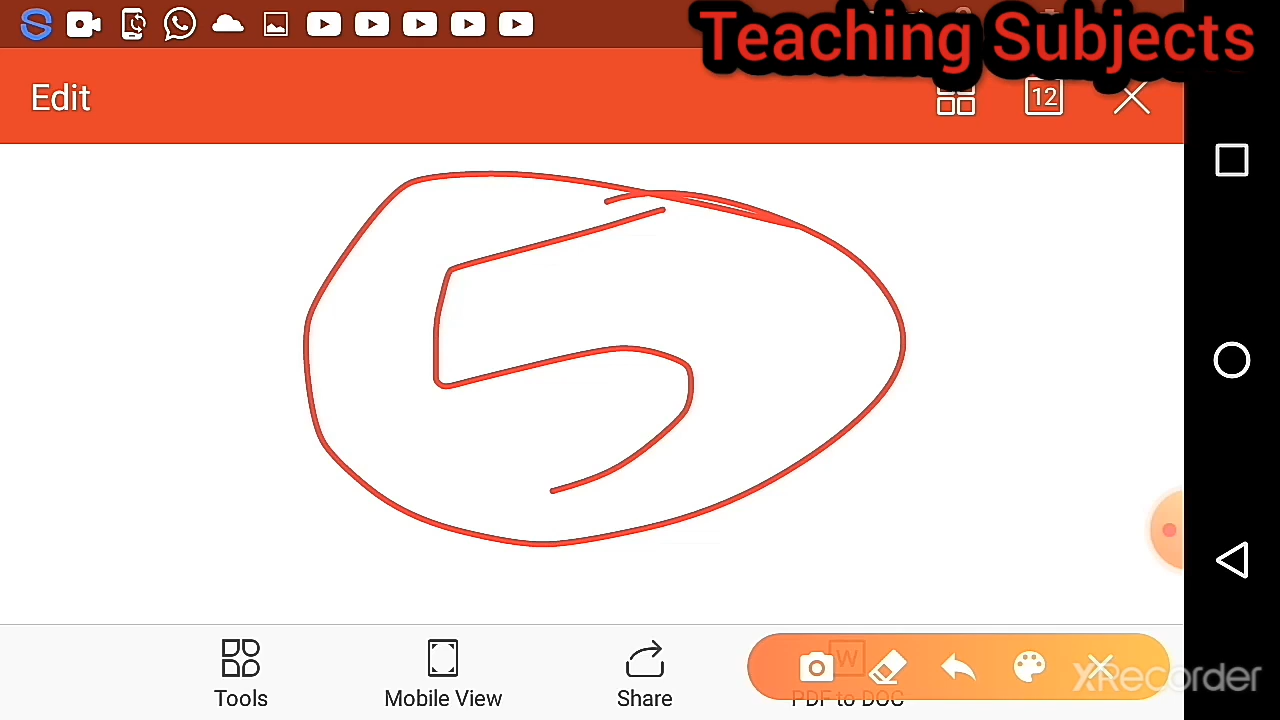 Teaching Subjects
Edit
12
5
Tools
Mobile View
Share
W
PDF to DOC
XRecorder